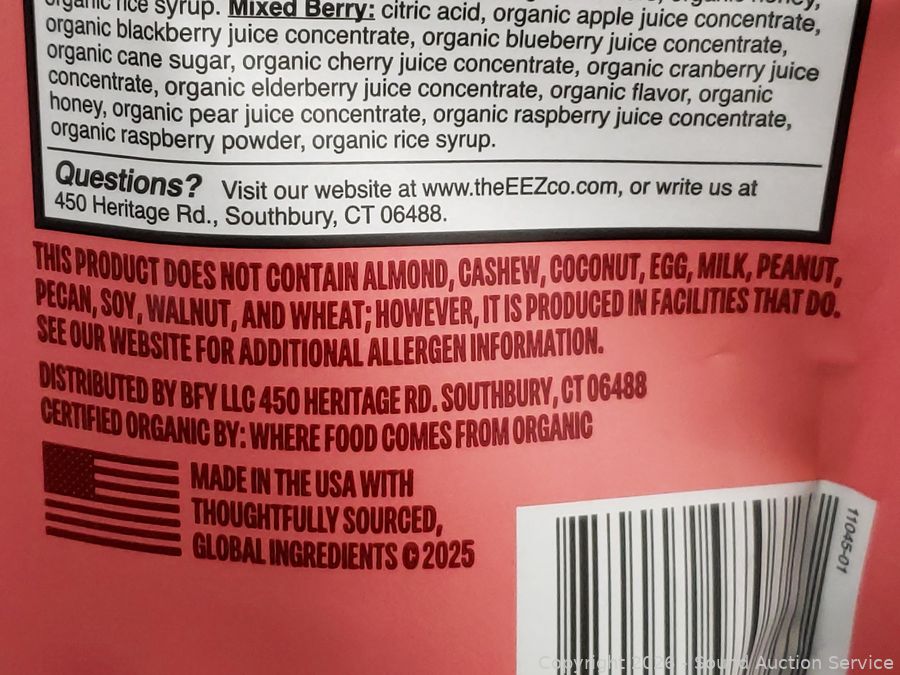 organic rice syrup. Mixed Berry: citric acid, organic apple juice concentrate,
organic blackberry juice concentrate, organic blueberry juice concentrate,
organic cane sugar, organic cherry juice concentrate, organic cranberry juice
concentrate, organic elderberry juice concentrate, organic flavor, organic
honey, organic pear juice concentrate, organic raspberry juice concentrate,
organic raspberry powder, organic rice syrup.
Questions? Visit our website at www.theEEZco.com, or write us at
450 Heritage Rd., Southbury, CT 06488.
THIS PRODUCT DOES NOT CONTAIN ALMOND, CASHEW, COCONUT, EGG, MILK, PEANUT,
PECAN, SOY, WALNUT, AND WHEAT; HOWEVER, IT IS PRODUCED IN FACILITIES THAT DO.
SEE OUR WEBSITE FOR ADDITIONAL ALLERGEN INFORMATION.
DISTRIBUTED BY BFY LLC 450 HERITAGE RD. SOUTHBURY, CT 06488
CERTIFIED ORGANIC BY: WHERE FOOD COMES FROM ORGANIC
MADE IN THE USA WITH
THOUGHTFULLY SOURCED,
GLOBAL INGREDIENTS © 2025
11045-01
Copyright 2026 - Sound Auction Service